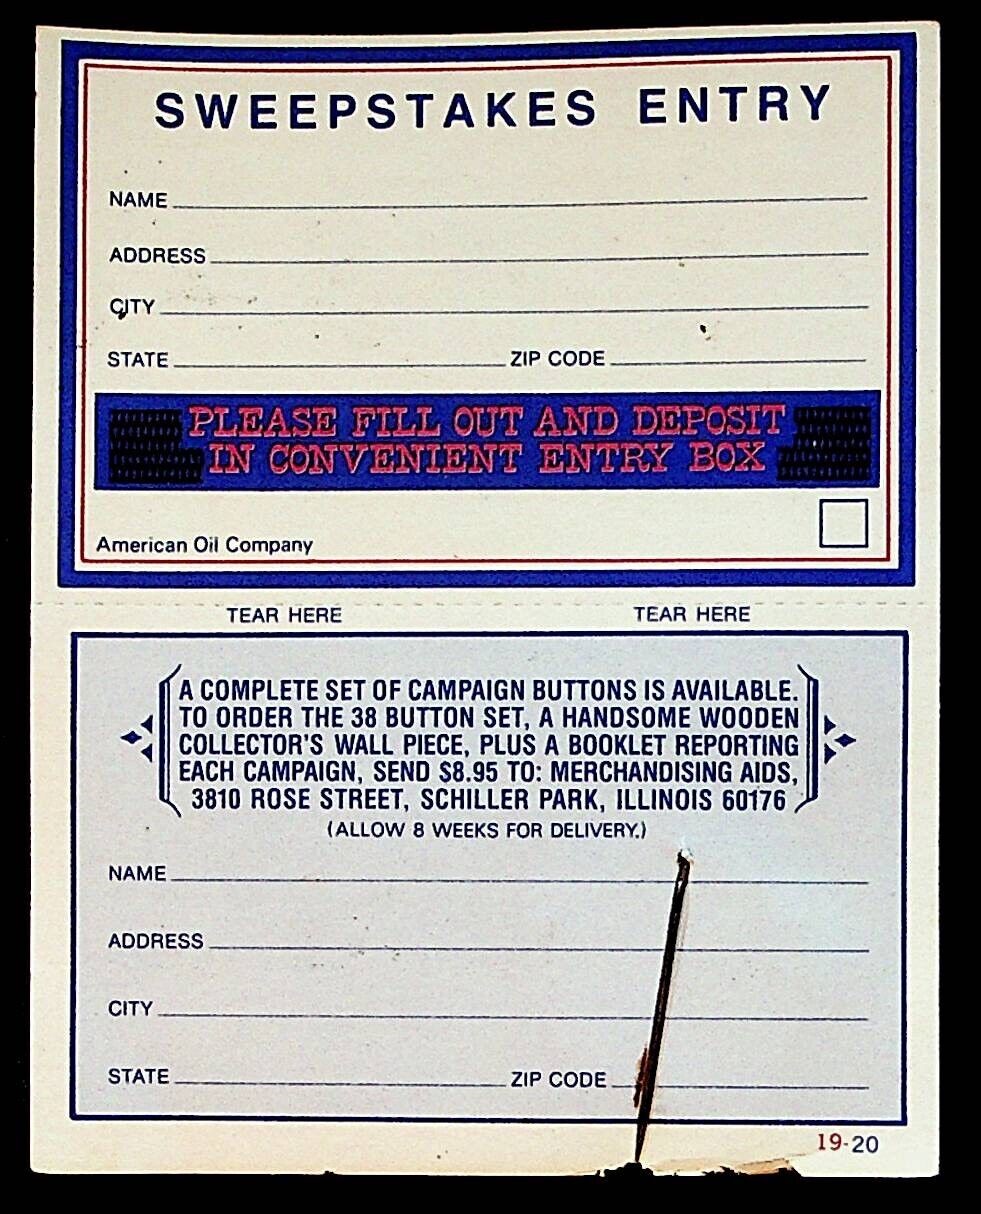 SWEEPSTAKES ENTRY
NAME
ADDRESS
CITY
STATE ZIP CODE
PLEASE FILL OUT AND DEPOSIT
IN CONVENIENT ENTRY BOX
American Oil Company
TEAR HERE TEAR HERE
A COMPLETE SET OF CAMPAIGN BUTTONS IS AVAILABLE.
TO ORDER THE 38 BUTTON SET, A HANDSOME WOODEN
COLLECTOR'S WALL PIECE, PLUS A BOOKLET REPORTING
EACH CAMPAIGN, SEND $8.95 TO: MERCHANDISING AIDS,
3810 ROSE STREET, SCHILLER PARK, ILLINOIS 60176
(ALLOW 8 WEEKS FOR DELIVERY.)
NAME
ADDRESS
CITY
STATE ZIP CODE
19-20